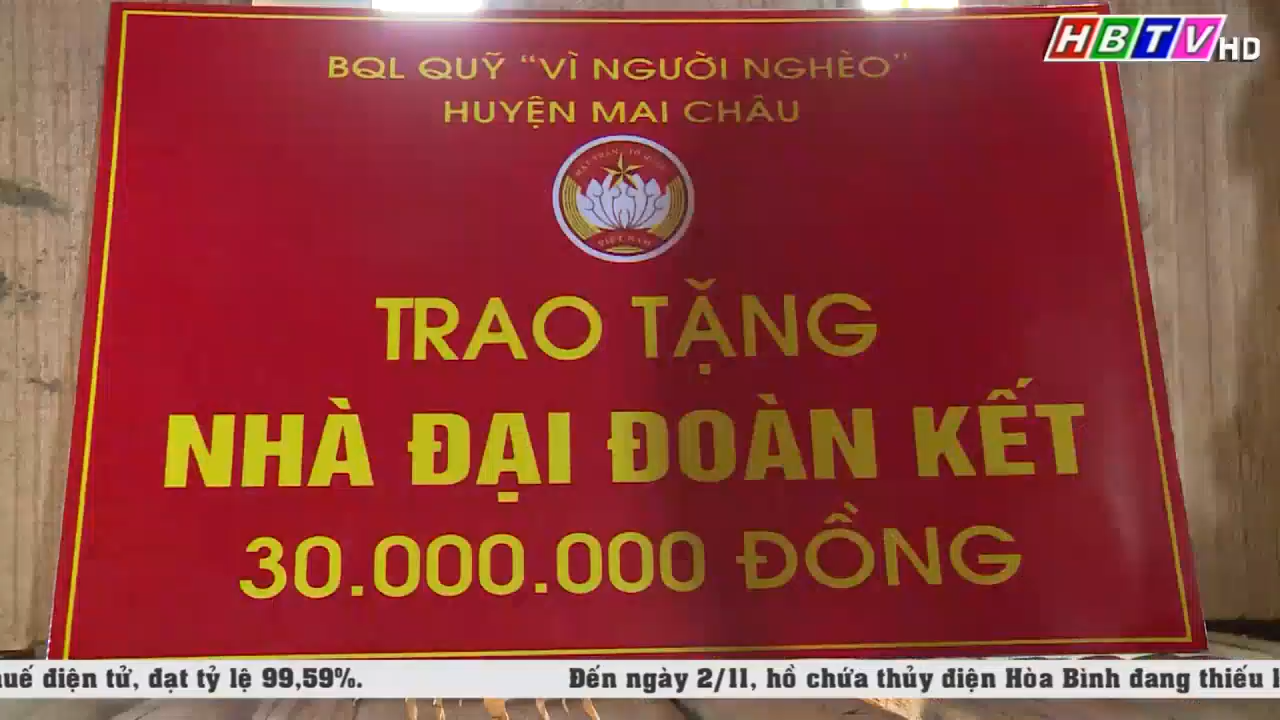 HBTV HD
BQL QUỸ “VÌ NGƯỜI NGHÈO”
HUYỆN MAI CHÂU
VIỆT NAM
TRAO TẶNG
NHÀ ĐẠI ĐOÀN KẾT
30.000.000 ĐỒNG
điện tử, đạt tỷ lệ 99,59%. Đến ngày 2/11, hồ chứa thủy điện Hòa Bình đang thiếu